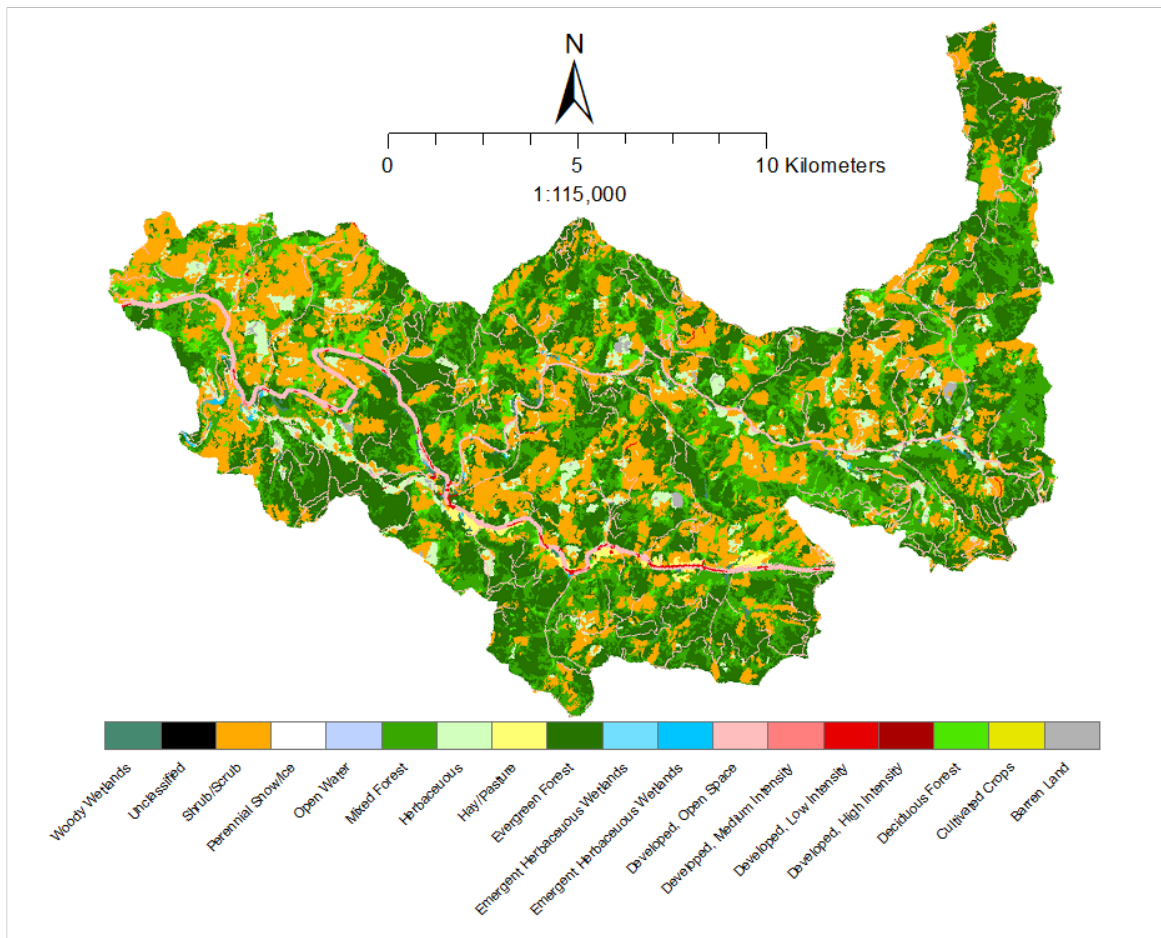 N
0 5 10 Kilometers
1:115,000
Woody Wetlands
Unclassified
Shrub/Scrub
Perennial Snow/Ice
Open Water
Mixed Forest
Herbaceous
Hay/Pasture
Evergreen Forest
Emergent Herbaceuous Wetlands
Emergent Herbaceuous Wetlands
Developed, Open Space
Developed, Medium Intensity
Developed, Low Intensity
Developed, High Intensity
Deciduous Forest
Cultivated Crops
Barren Land